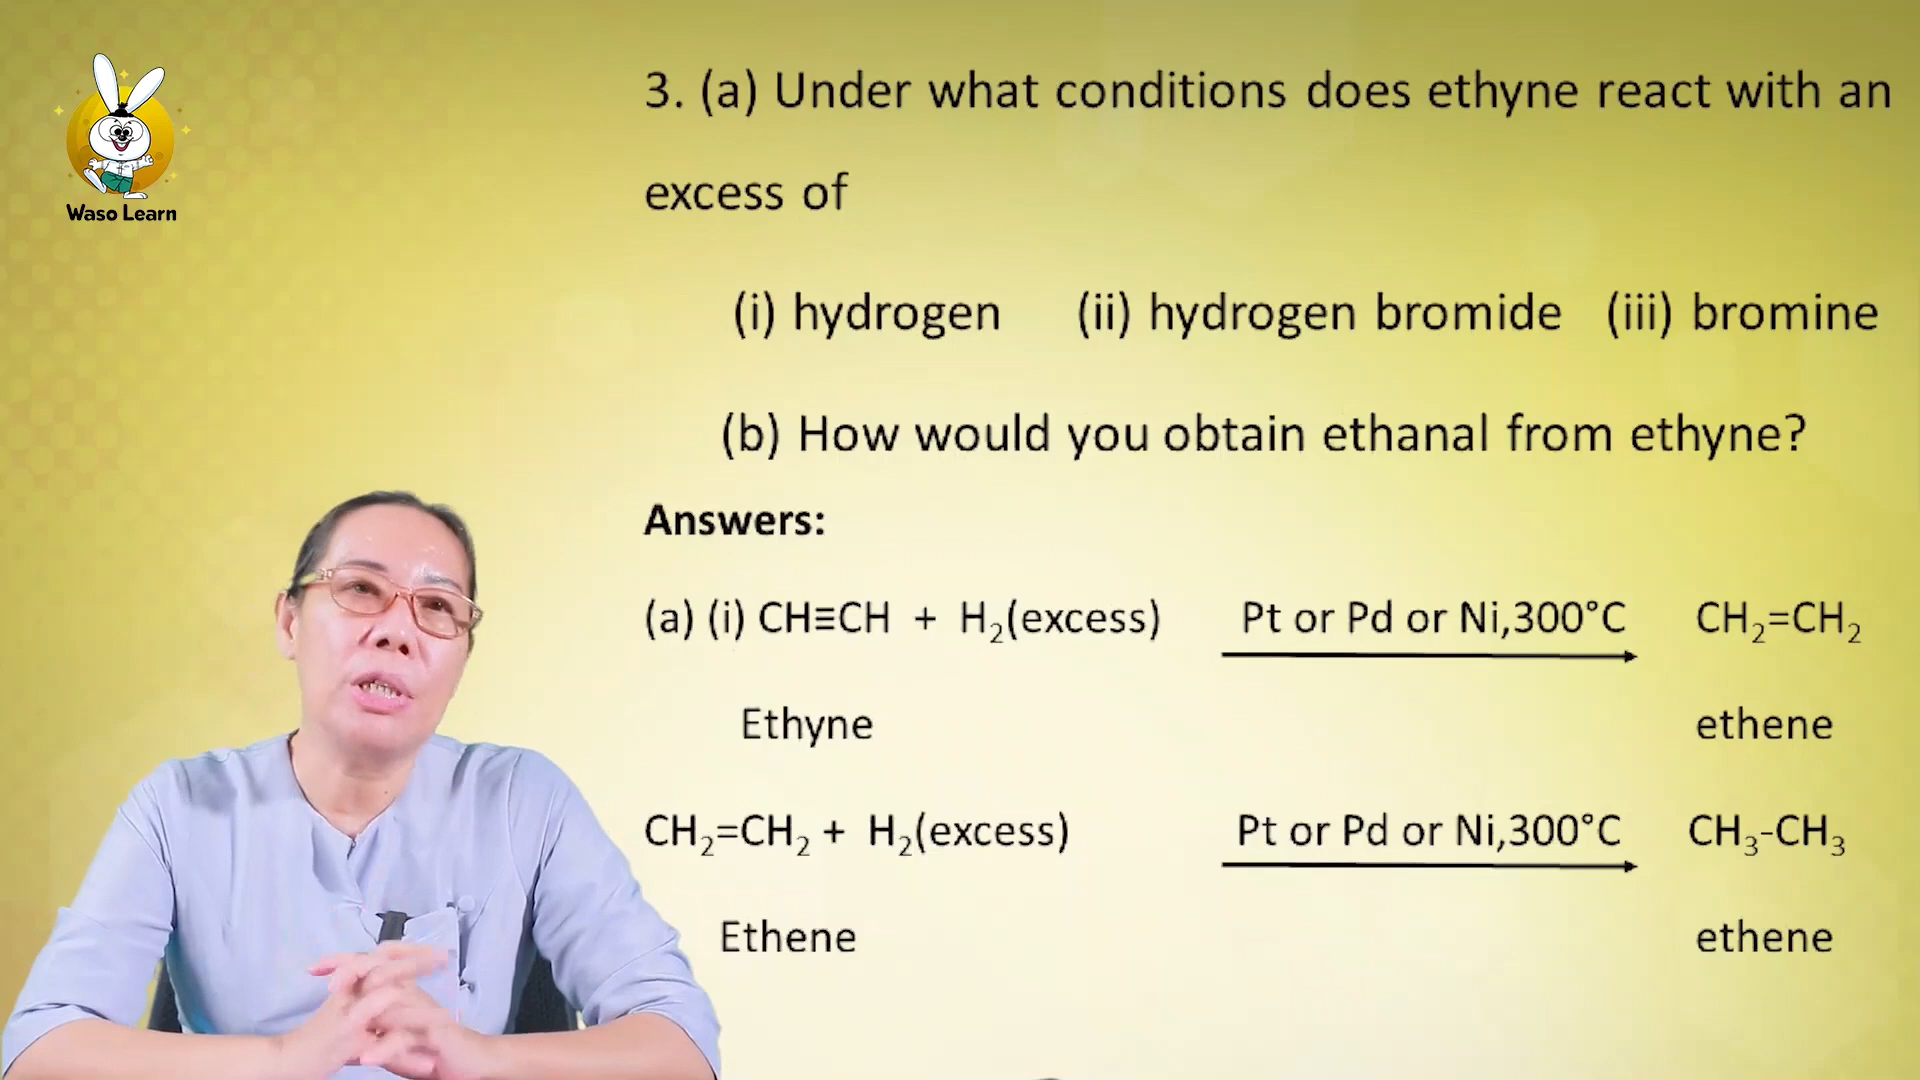 Waso Learn
3. (a) Under what conditions does ethyne react with an
excess of
(i) hydrogen (ii) hydrogen bromide (iii) bromine
(b) How would you obtain ethanal from ethyne?
Answers:
(a) (i) CH≡CH + H₂(excess) Pt or Pd or Ni,300°C CH₂=CH₂
Ethyne ethene
CH₂=CH₂ + H₂(excess) Pt or Pd or Ni,300°C CH₃-CH₃
Ethene ethene